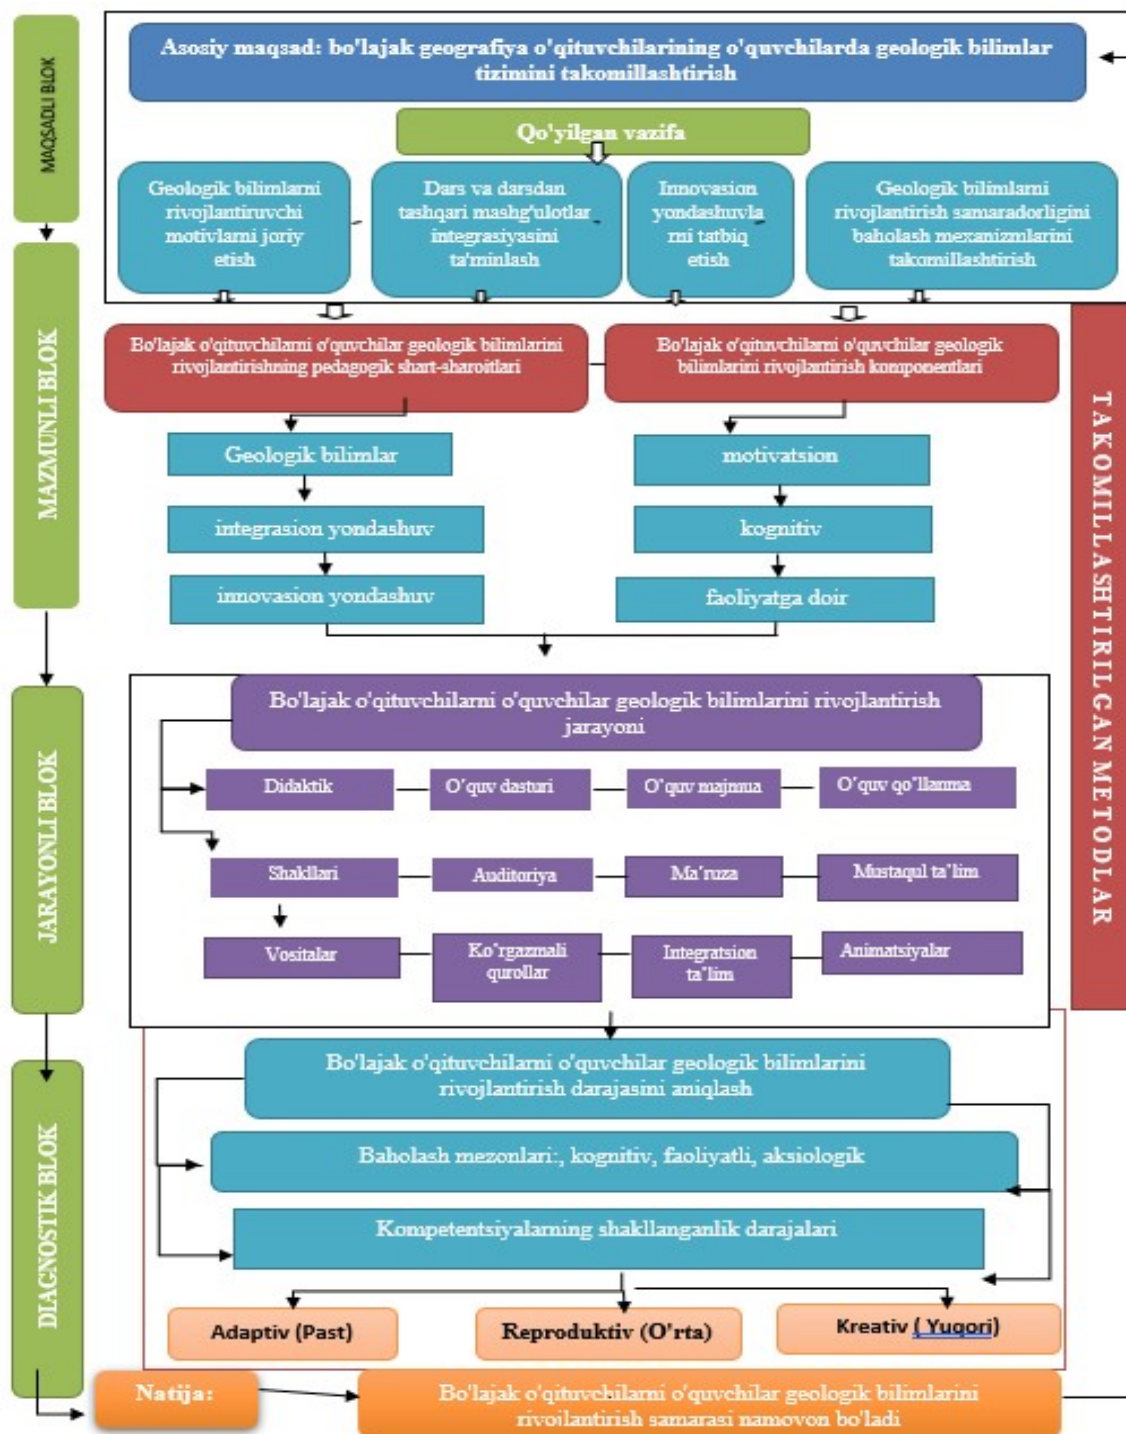 MAQSADLI BLOK
Asosiy maqsad: bo'lajak geografiya o'qituvchilarining o'quvchilarda geologik bilimlar
tizimini takomillashtirish
Qo'yilgan vazifa
Geologik bilimlarni
rivojlantiruvchi
motivlarni joriy
etish
Dars va darsdan
tashqari mashg'ulotlar
integrasiyasini
ta'minlash
Innovasion
yondashuvla
rni tatbiq
etish
Geologik bilimlarni
rivojlantirish samaradorligini
baholash mexanizmlarini
takomillashtirish
MAZMUNLI BLOK
Bo'lajak o'qituvchilarni o'quvchilar geologik bilimlarini
rivojlantirishning pedagogik shart-sharoitlari
Bo'lajak o'qituvchilarni o'quvchilar geologik
bilimlarini rivojlantirish komponentlari
Geologik bilimlar
integrasion yondashuv
innovasion yondashuv
motivatsion
kognitiv
faoliyatga doir
TAKOMILLASHTIRILGAN METODLAR
JARAYONLI BLOK
Bo'lajak o'qituvchilarni o'quvchilar geologik bilimlarini rivojlantirish
jarayoni
Didaktik
O'quv dasturi
O'quv majmua
O'quv qo'llanma
Shakllari
Auditoriya
Ma'ruza
Mustaqul ta'lim
Vositalar
Ko'rgazmali
qurollar
Integratsion
ta'lim
Animatsiyalar
DIAGNOSTIK BLOK
Bo'lajak o'qituvchilarni o'quvchilar geologik bilimlarini
rivojlantirish darajasini aniqlash
Baholash mezonlari:, kognitiv, faoliyatli, aksiologik
Kompetentsiyalarning shakllanganlik darajalari
Adaptiv (Past)
Reproduktiv (O'rta)
Kreativ ( Yuqori)
Natija:
Bo'lajak o'qituvchilarni o'quvchilar geologik bilimlarini
rivojlantirish samarasi namovon bo'ladi